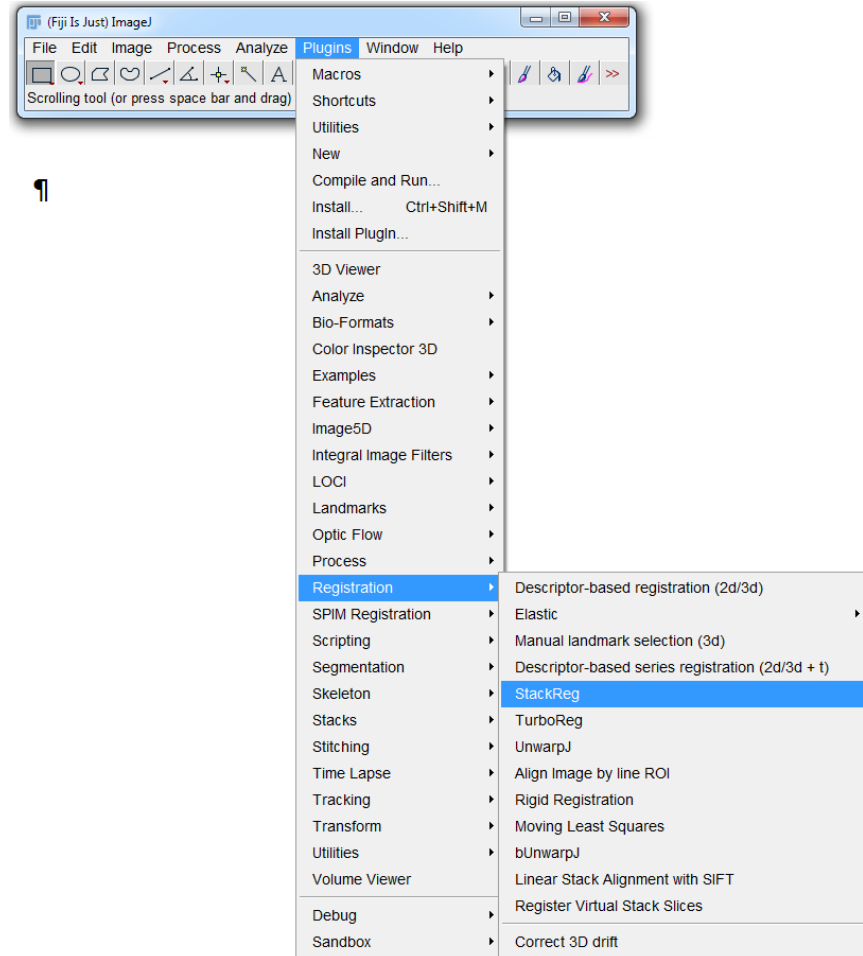 (Fiji Is Just) ImageJ
File Edit Image Process Analyze Plugins Window Help
A >>
Scrolling tool (or press space bar and drag)
¶
Macros
Shortcuts
Utilities
New
Compile and Run...
Install... Ctrl+Shift+M
Install PlugIn...
3D Viewer
Analyze
Bio-Formats
Color Inspector 3D
Examples
Feature Extraction
Image5D
Integral Image Filters
LOCI
Landmarks
Optic Flow
Process
Registration
SPIM Registration
Scripting
Segmentation
Skeleton
Stacks
Stitching
Time Lapse
Tracking
Transform
Utilities
Volume Viewer
Debug
Sandbox
Descriptor-based registration (2d/3d)
Elastic
Manual landmark selection (3d)
Descriptor-based series registration (2d/3d + t)
StackReg
TurboReg
UnwarpJ
Align Image by line ROI
Rigid Registration
Moving Least Squares
bUnwarpJ
Linear Stack Alignment with SIFT
Register Virtual Stack Slices
Correct 3D drift